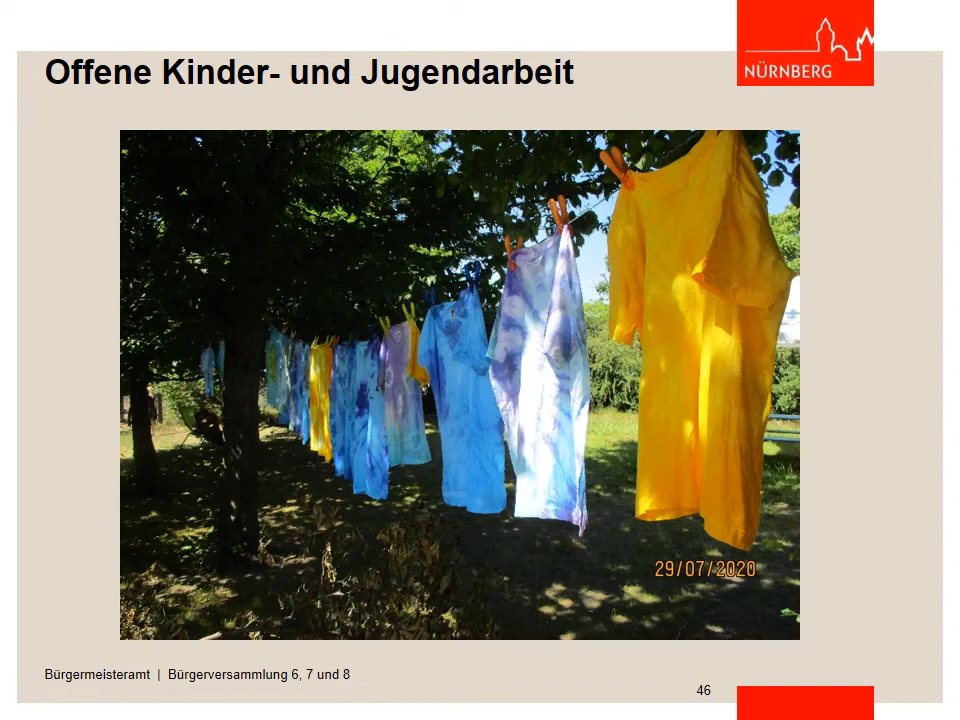 Offene Kinder- und Jugendarbeit
NÜRNBERG
29/07/2020
Bürgermeisteramt | Bürgerversammlung 6, 7 und 8
46